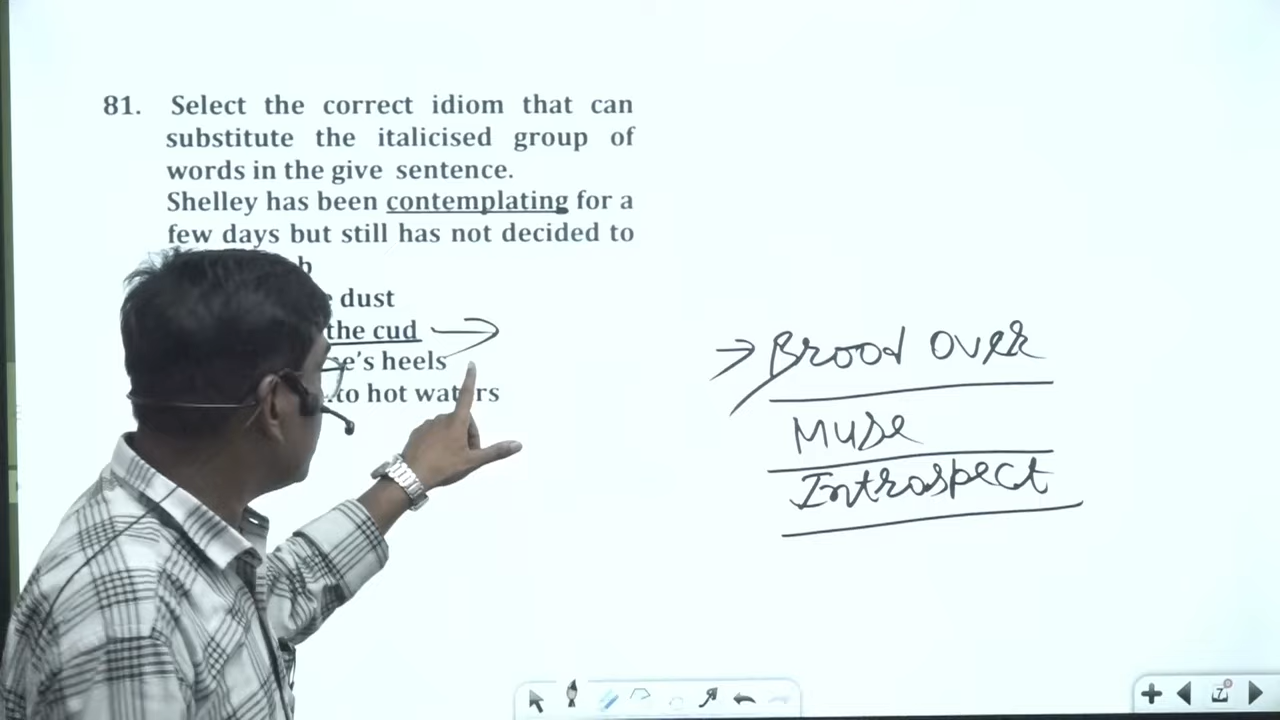 81. Select the correct idiom that can
substitute the italicised group of
words in the give sentence.
Shelley has been contemplating for a
few days but still has not decided to
dust
the cud
heels
to hot waters
Brood over
Muse
Introspect
7